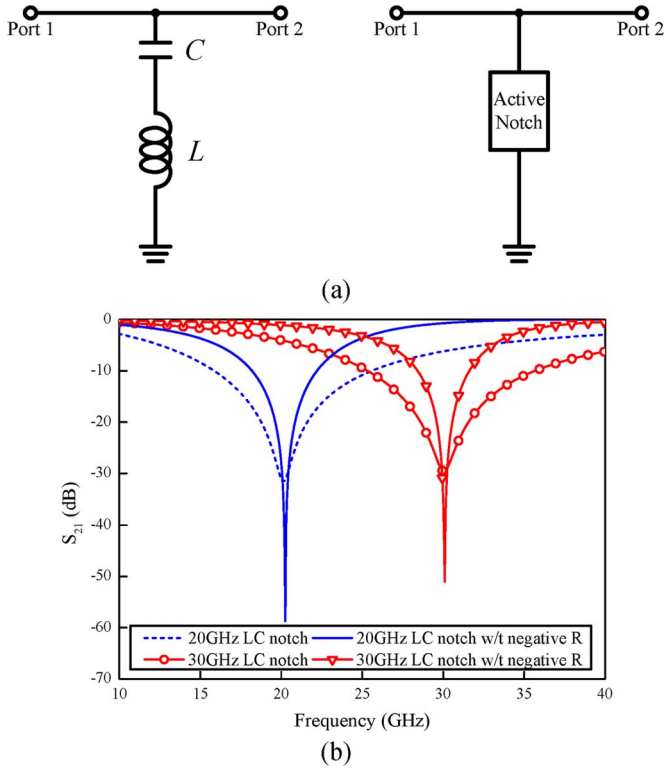 Port 1
Port 2
C
L
Port 1
Port 2
Active
Notch
(a)
S21 (dB)
0
-10
-20
-30
-40
-50
-60
-70
20GHz LC notch
20GHz LC notch w/t negative R
30GHz LC notch
30GHz LC notch w/t negative R
10 15 20 25 30 35 40
Frequency (GHz)
(b)